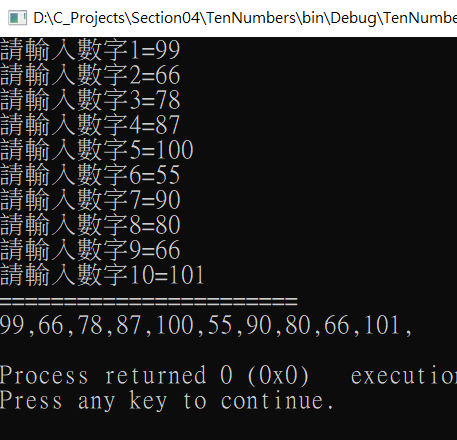 D:\C_Projects\Section04\TenNumbers\bin\Debug\TenNumbe
請輸入數字1=99
請輸入數字2=66
請輸入數字3=78
請輸入數字4=87
請輸入數字5=100
請輸入數字6=55
請輸入數字7=90
請輸入數字8=80
請輸入數字9=66
請輸入數字10=101
=======================
99,66,78,87,100,55,90,80,66,101,
Process returned 0 (0x0)   execution
Press any key to continue.